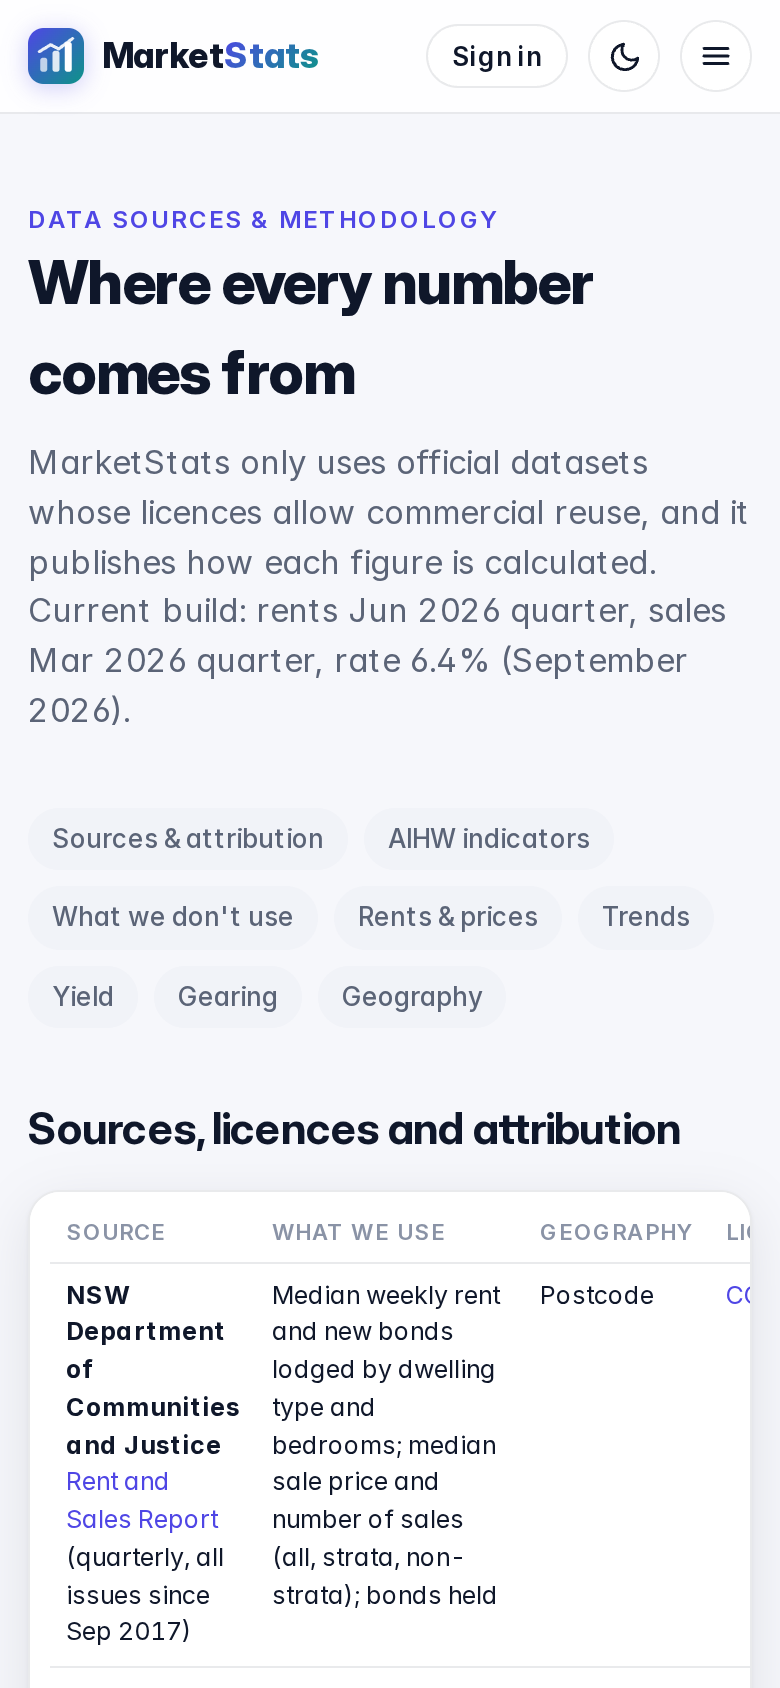 MarketStats
Sign in
DATA SOURCES & METHODOLOGY
Where every number
comes from
MarketStats only uses official datasets
whose licences allow commercial reuse, and it
publishes how each figure is calculated.
Current build: rents Jun 2026 quarter, sales
Mar 2026 quarter, rate 6.4% (September
2026).
Sources & attribution
AIHW indicators
What we don't use
Rents & prices
Trends
Yield
Gearing
Geography
Sources, licences and attribution
SOURCE
WHAT WE USE
GEOGRAPHY
NSW
Department
of
Communities
and Justice
Rent and
Sales Report
(quarterly, all
issues since
Sep 2017)
Median weekly rent
and new bonds
lodged by dwelling
type and
bedrooms; median
sale price and
number of sales
(all, strata, non-
strata); bonds held
Postcode